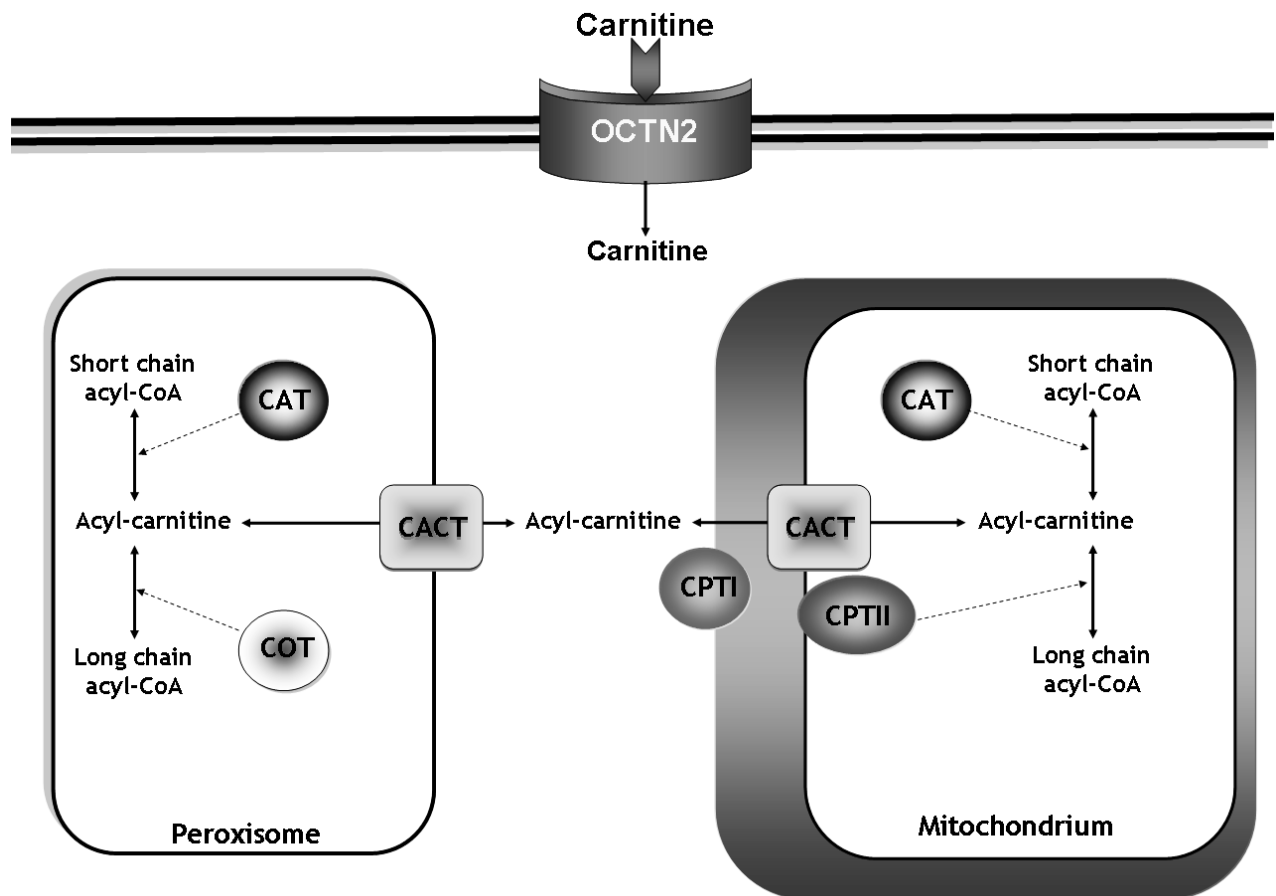 Carnitine
OCTN2
Carnitine
Short chain
acyl-CoA
CAT
Acyl-carnitine
CACT
COT
Long chain
acyl-CoA
Peroxisome
Acyl-carnitine
CPTI
CACT
CPTII
CAT
Short chain
acyl-CoA
Acyl-carnitine
Long chain
acyl-CoA
Mitochondrium